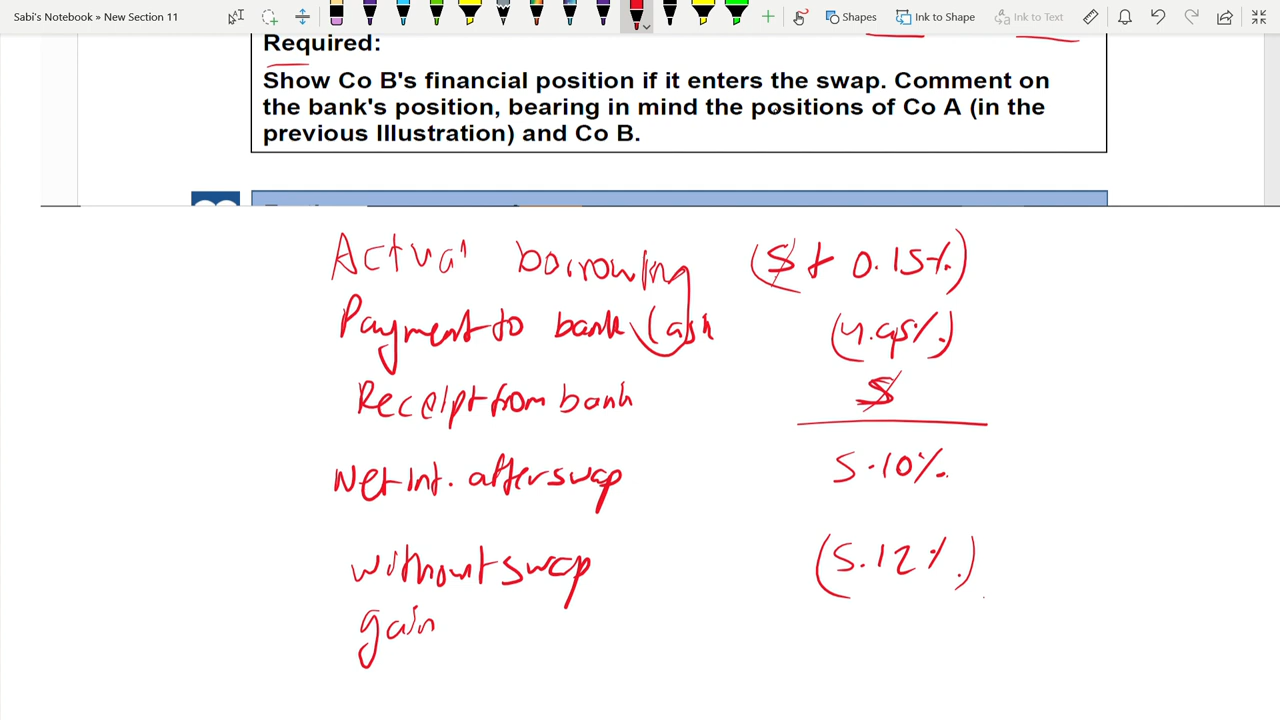 Sabi's Notebook » New Section 11
Shapes
Ink to Shape
Ink to Text
Required:
Show Co B's financial position if it enters the swap. Comment on
the bank's position, bearing in mind the positions of Co A (in the
previous Illustration) and Co B.
Actual borrowing ($ + 0.15%)
Payment to bank (ask (4.95%)
Receipt from bank $
Net Int. after swap 5.10%
without swap (5.12%)
gain